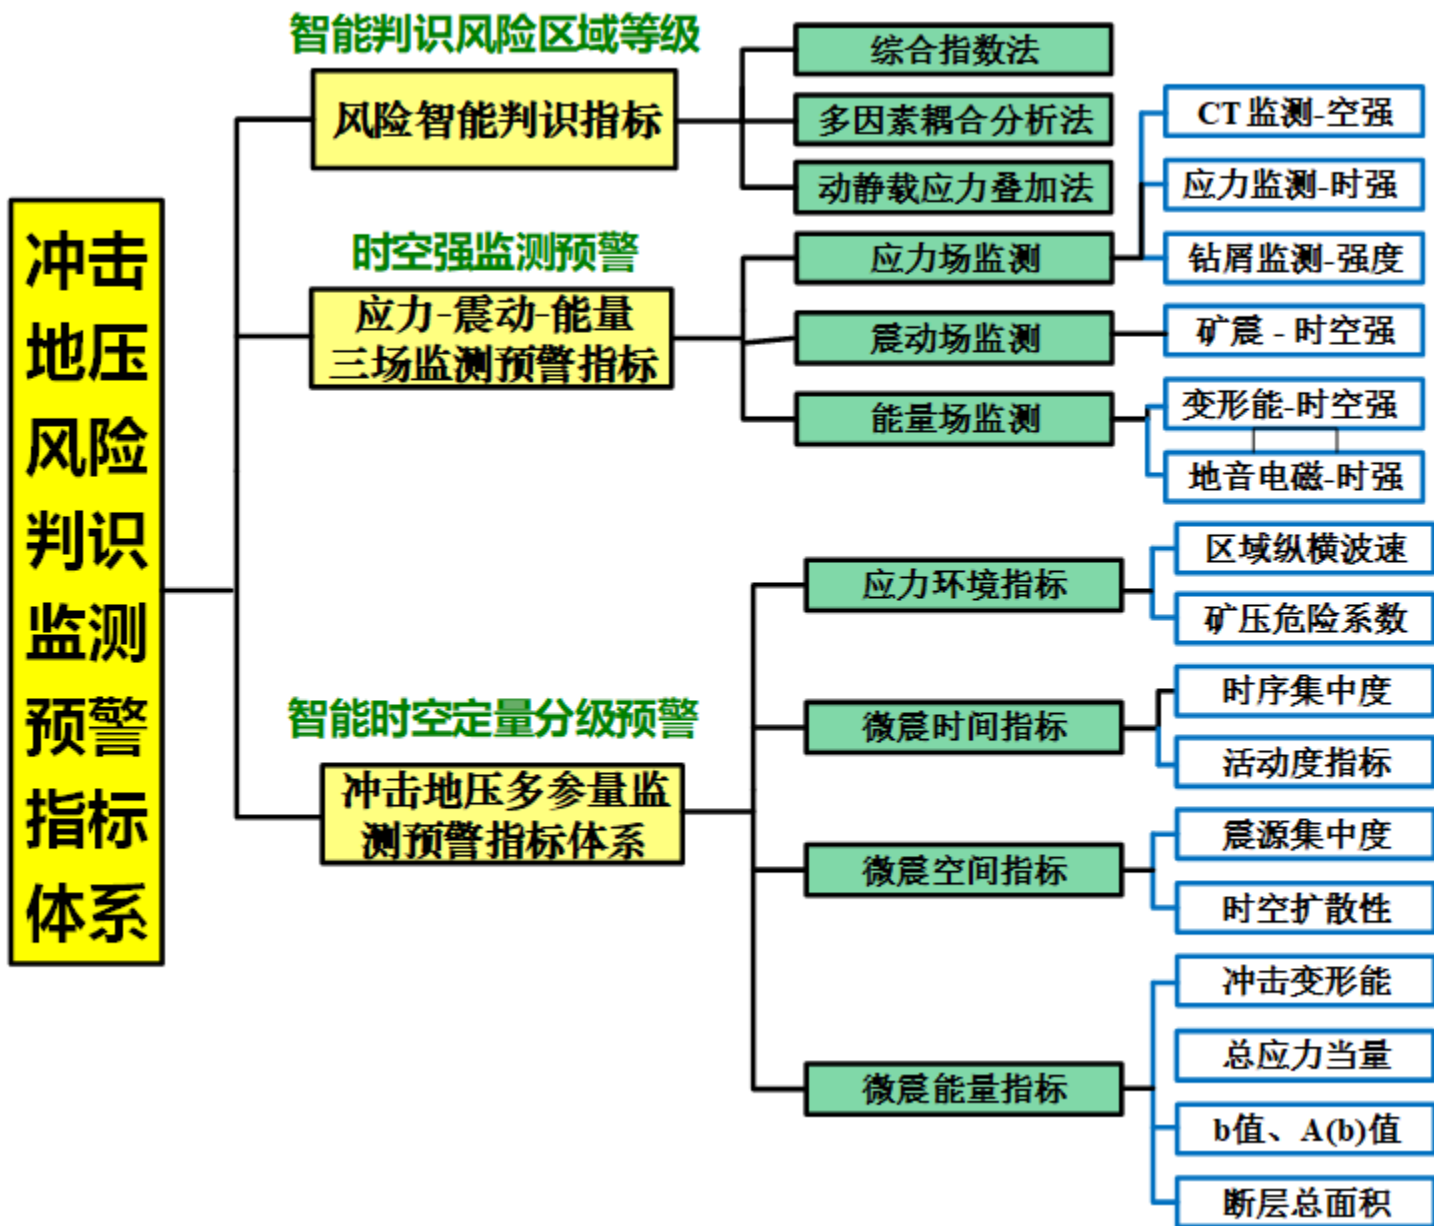 冲击
地压
风险
判识
监测
预警
指标
体系
智能判识风险区域等级
风险智能判识指标
综合指数法
多因素耦合分析法
动静载应力叠加法
时空强监测预警
应力-震动-能量
三场监测预警指标
应力场监测
CT监测-空强
应力监测-时强
钻屑监测-强度
震动场监测
矿震 - 时空强
能量场监测
变形能-时空强
地音电磁-时强
智能时空定量分级预警
冲击地压多参量监
测预警指标体系
应力环境指标
区域纵横波速
矿压危险系数
微震时间指标
时序集中度
活动度指标
微震空间指标
震源集中度
时空扩散性
微震能量指标
冲击变形能
总应力当量
b值、A(b)值
断层总面积